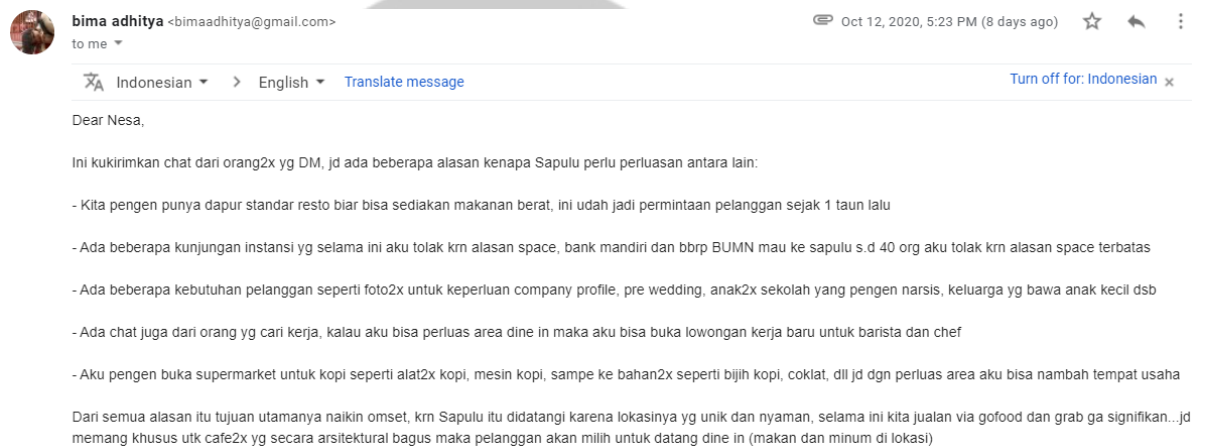 bima adhitya <bimaadhitya@gmail.com> Oct 12, 2020, 5:23 PM (8 days ago)
to me
Indonesian > English Translate message Turn off for: Indonesian x
Dear Nesa,
Ini kukirimkan chat dari orang2x yg DM, jd ada beberapa alasan kenapa Sapulu perlu perluasan antara lain:
- Kita pengen punya dapur standar resto biar bisa sediakan makanan berat, ini udah jadi permintaan pelanggan sejak 1 taun lalu
- Ada beberapa kunjungan instansi yg selama ini aku tolak krn alasan space, bank mandiri dan bbrp BUMN mau ke sapulu s.d 40 org aku tolak krn alasan space terbatas
- Ada beberapa kebutuhan pelanggan seperti foto2x untuk keperluan company profile, pre wedding, anak2x sekolah yang pengen narsis, keluarga yg bawa anak kecil dsb
- Ada chat juga dari orang yg cari kerja, kalau aku bisa perluas area dine in maka aku bisa buka lowongan kerja baru untuk barista dan chef
- Aku pengen buka supermarket untuk kopi seperti alat2x kopi, mesin kopi, sampe ke bahan2x seperti bijih kopi, coklat, dll jd dgn perluas area aku bisa nambah tempat usaha
Dari semua alasan itu tujuan utamanya naikin omset, krn Sapulu itu didatangi karena lokasinya yg unik dan nyaman, selama ini kita jualan via gofood dan grab ga signifikan...jd
memang khusus utk cafe2x yg secara arsitektural bagus maka pelanggan akan milih untuk datang dine in (makan dan minum di lokasi)